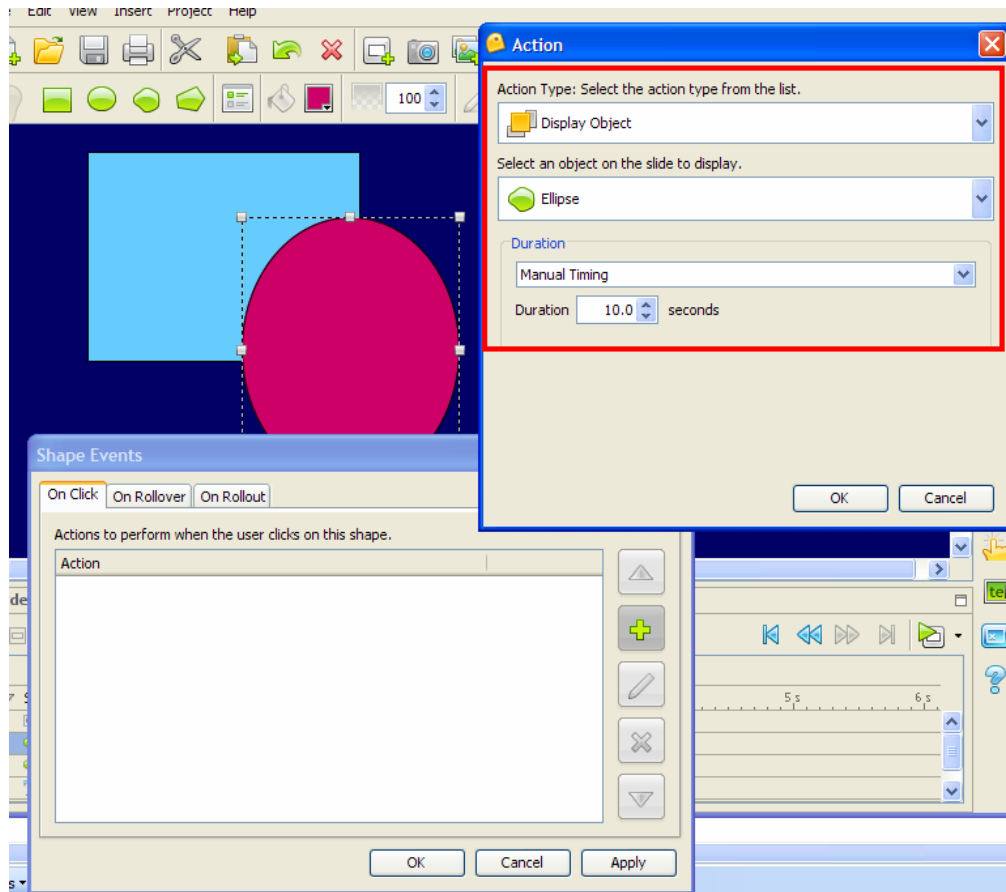 Edit View Insert Project Help
100
Action
Action Type: Select the action type from the list.
Display Object
Select an object on the slide to display.
Ellipse
Duration
Manual Timing
Duration 10.0 seconds
OK Cancel
Shape Events
On Click On Rollover On Rollout
Actions to perform when the user clicks on this shape.
Action
5 s 6 s
OK Cancel Apply